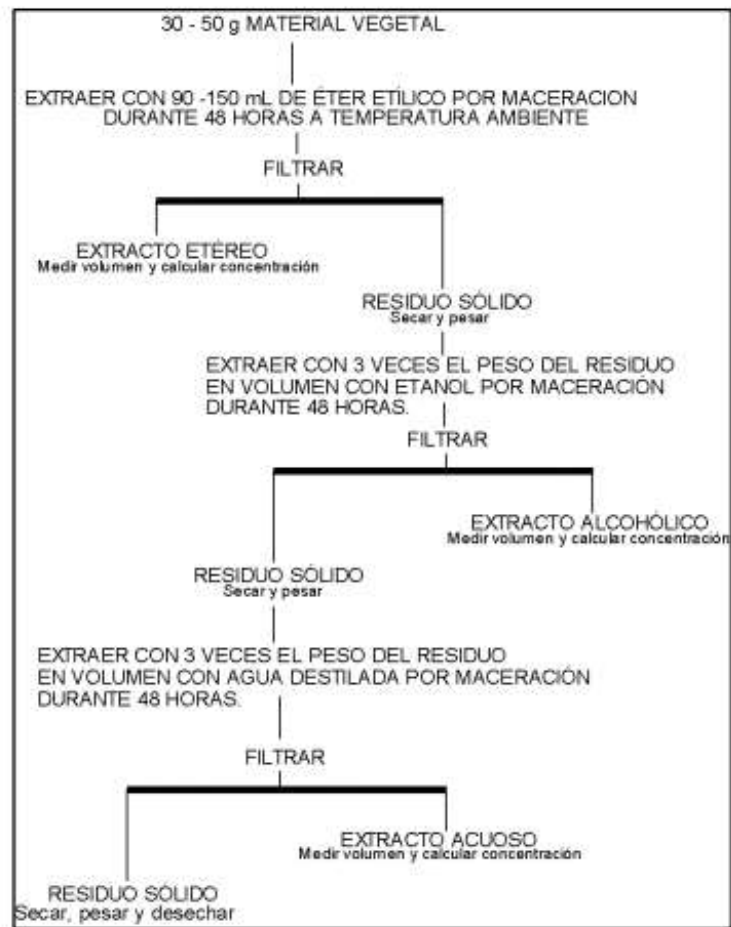 30 - 50 g MATERIAL VEGETAL
EXTRAER CON 90 -150 mL DE ÉTER ETÍLICO POR MACERACION
DURANTE 48 HORAS A TEMPERATURA AMBIENTE
FILTRAR
EXTRACTO ETÉREO
Medir volumen y calcular concentración
RESIDUO SÓLIDO
Secar y pesar
EXTRAER CON 3 VECES EL PESO DEL RESIDUO
EN VOLUMEN CON ETANOL POR MACERACIÓN
DURANTE 48 HORAS.
FILTRAR
EXTRACTO ALCOHÓLICO
Medir volumen y calcular concentración
RESIDUO SÓLIDO
Secar y pesar
EXTRAER CON 3 VECES EL PESO DEL RESIDUO
EN VOLUMEN CON AGUA DESTILADA POR MACERACIÓN
DURANTE 48 HORAS.
FILTRAR
EXTRACTO ACUOSO
Medir volumen y calcular concentración
RESIDUO SÓLIDO
Secar, pesar y desechar